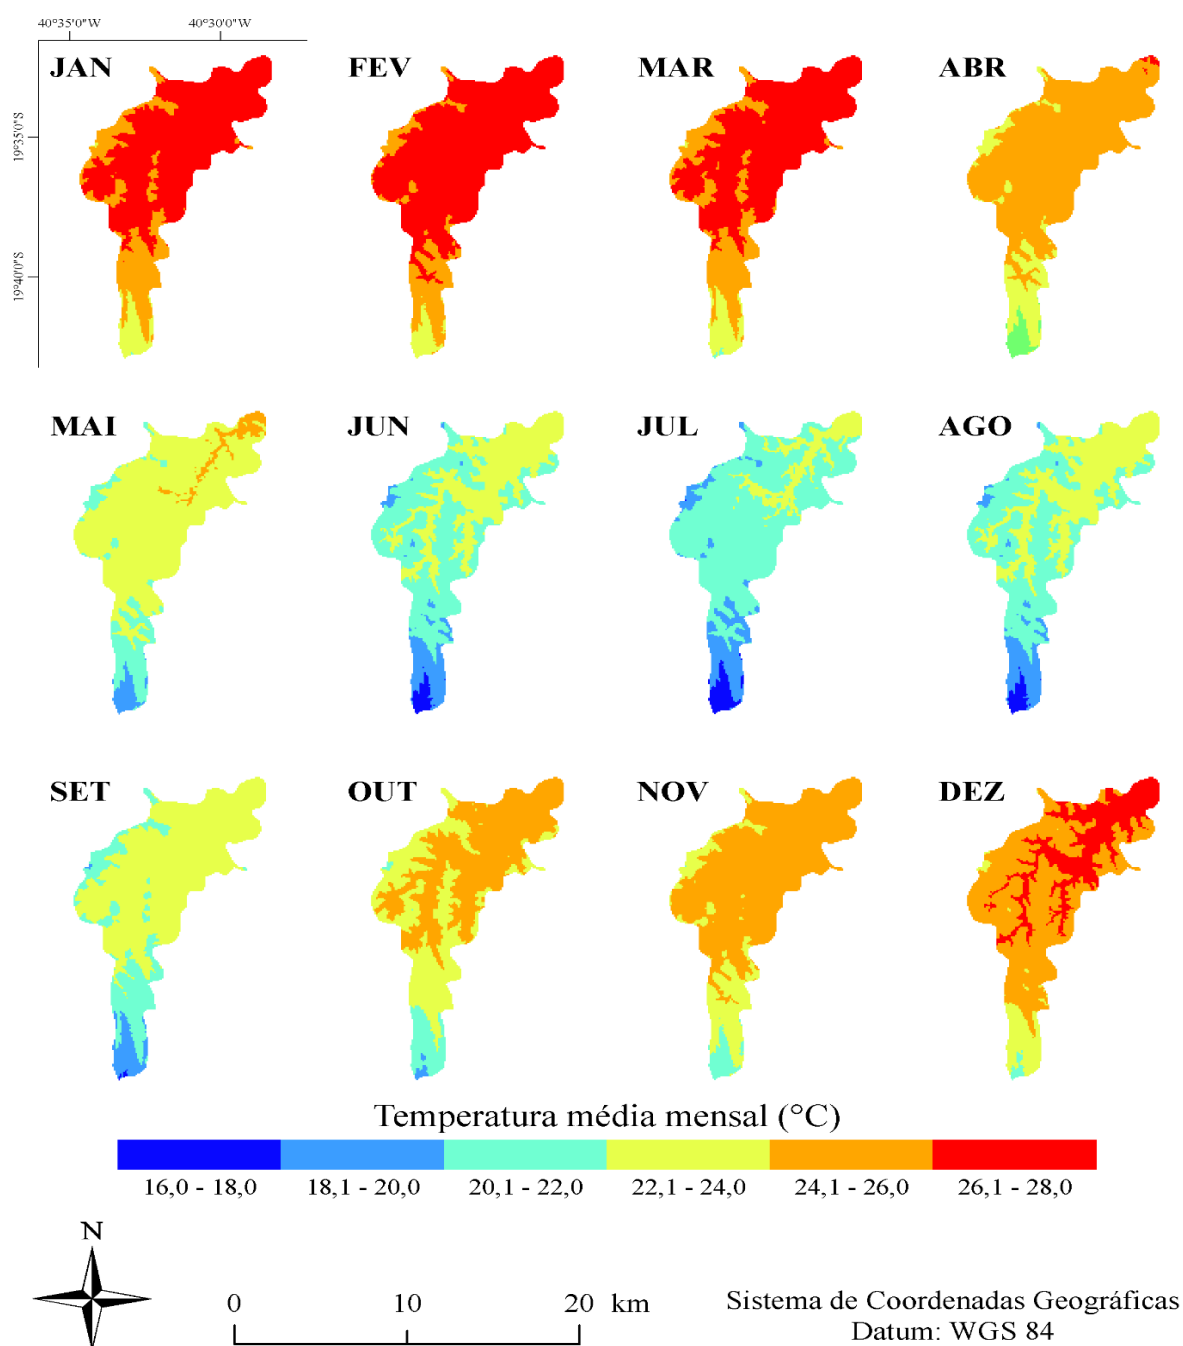 40°35'0"W 40°30'0"W
JAN FEV MAR ABR
19°35'0"S
19°40'0"S
MAI JUN JUL AGO
SET OUT NOV DEZ
Temperatura média mensal (°C)
16,0 - 18,0 18,1 - 20,0 20,1 - 22,0 22,1 - 24,0 24,1 - 26,0 26,1 - 28,0
N
0 10 20 km
Sistema de Coordenadas Geográficas
Datum: WGS 84